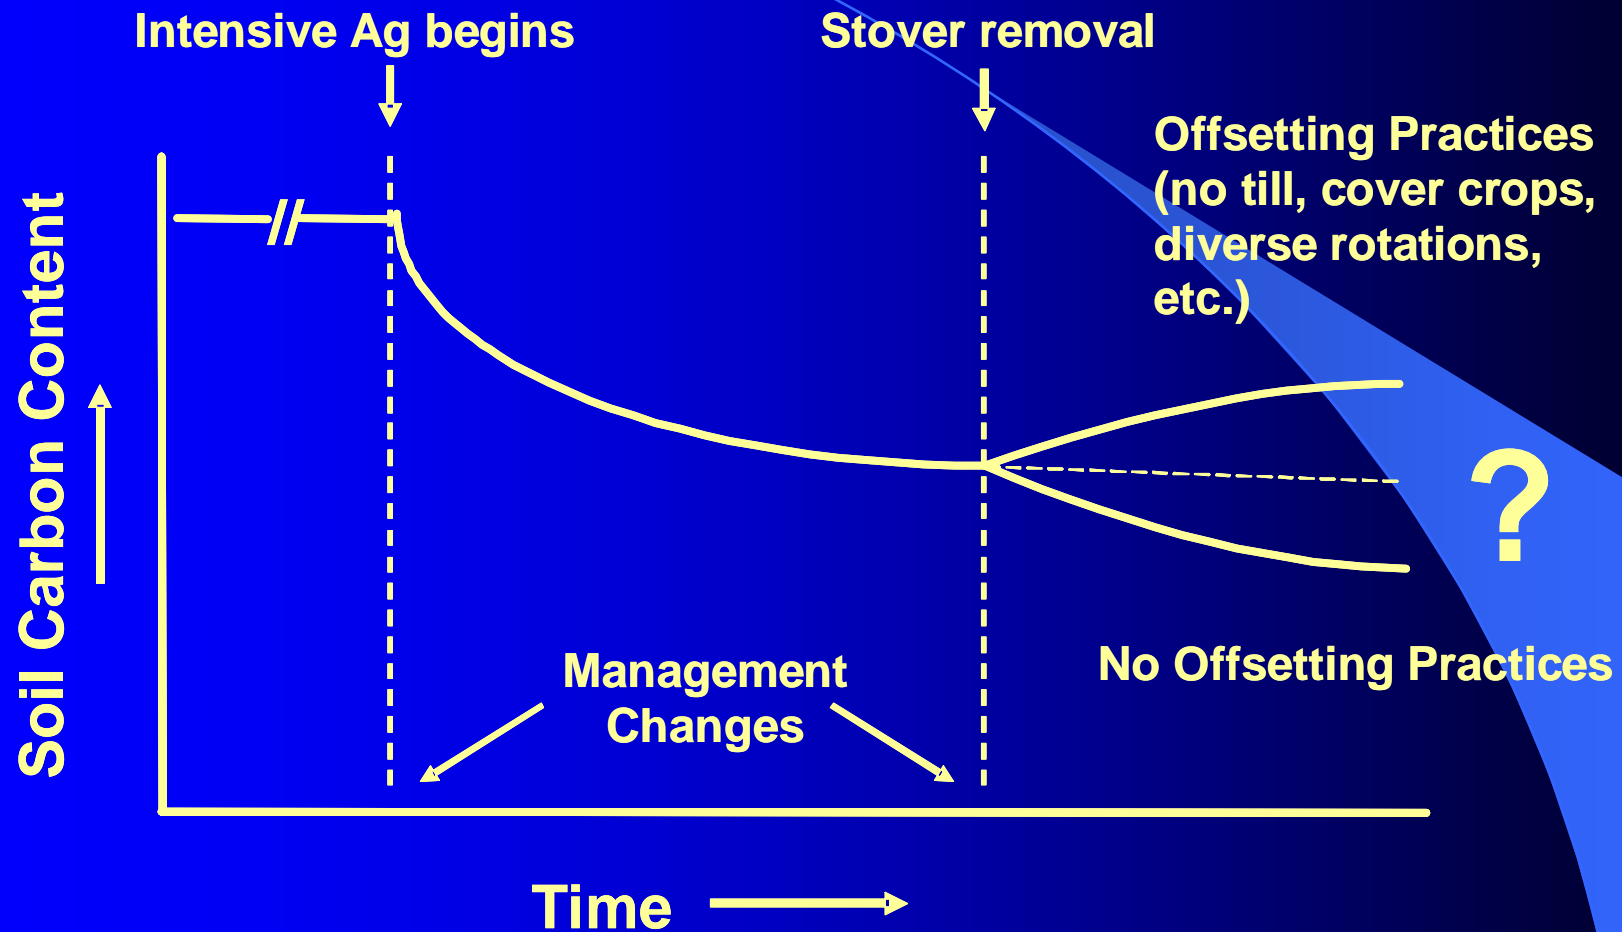 Intensive Ag begins
Stover removal
Offsetting Practices
(no till, cover crops,
diverse rotations,
etc.)
Soil Carbon Content
?
No Offsetting Practices
Management
Changes
Time